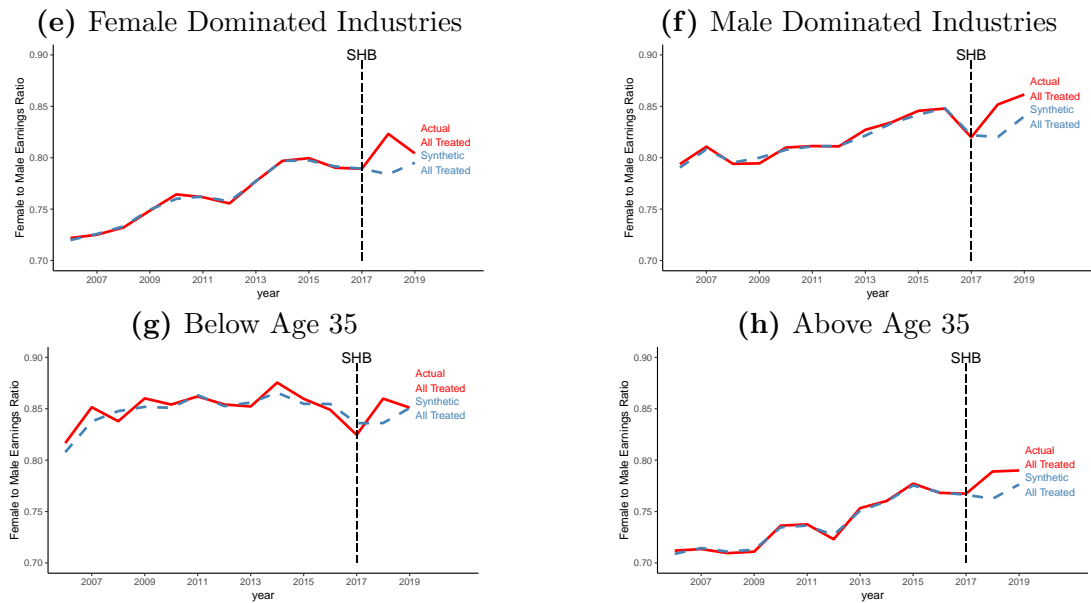 (e) Female Dominated Industries
SHB
0.90
0.85
0.80
0.75
0.70
Female to Male Earnings Ratio
Actual
All Treated
Synthetic
All Treated
2007 2009 2011 2013 2015 2017 2019
year
(f) Male Dominated Industries
SHB
0.90
0.85
0.80
0.75
0.70
Female to Male Earnings Ratio
Actual
All Treated
Synthetic
All Treated
2007 2009 2011 2013 2015 2017 2019
year
(g) Below Age 35
SHB
0.90
0.85
0.80
0.75
0.70
Female to Male Earnings Ratio
Actual
All Treated
Synthetic
All Treated
2007 2009 2011 2013 2015 2017 2019
year
(h) Above Age 35
SHB
0.90
0.85
0.80
0.75
0.70
Female to Male Earnings Ratio
Actual
All Treated
Synthetic
All Treated
2007 2009 2011 2013 2015 2017 2019
year